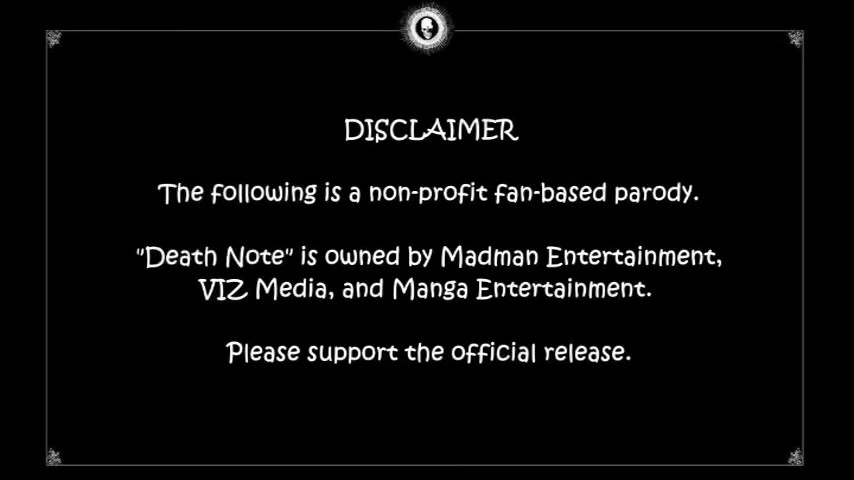 DISCLAIMER
The following is a non-profit fan-based parody.
"Death Note" is owned by Madman Entertainment,
VIZ Media, and Manga Entertainment.
Please support the official release.